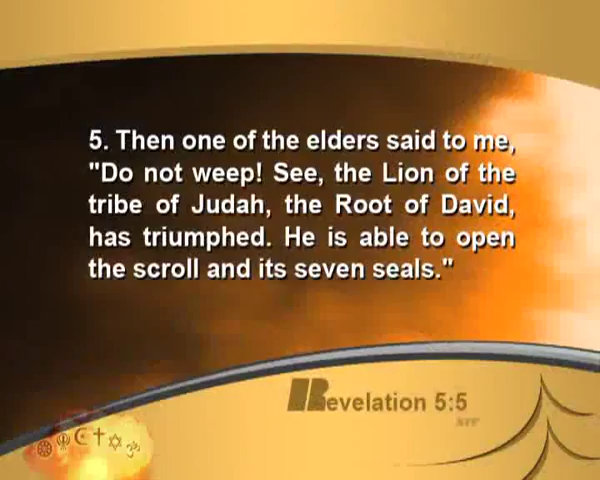 5. Then one of the elders said to me,
"Do not weep! See, the Lion of the
tribe of Judah, the Root of David,
has triumphed. He is able to open
the scroll and its seven seals."
Revelation 5:5